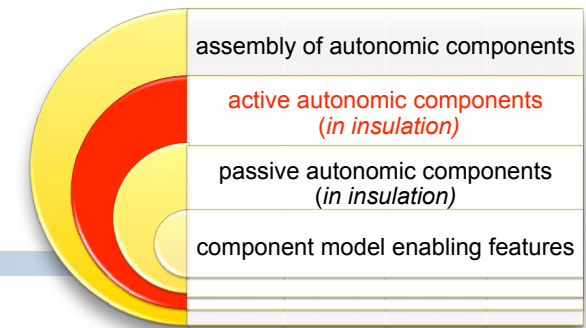 assembly of autonomic components
active autonomic components
(in insulation)
passive autonomic components
(in insulation)
component model enabling features